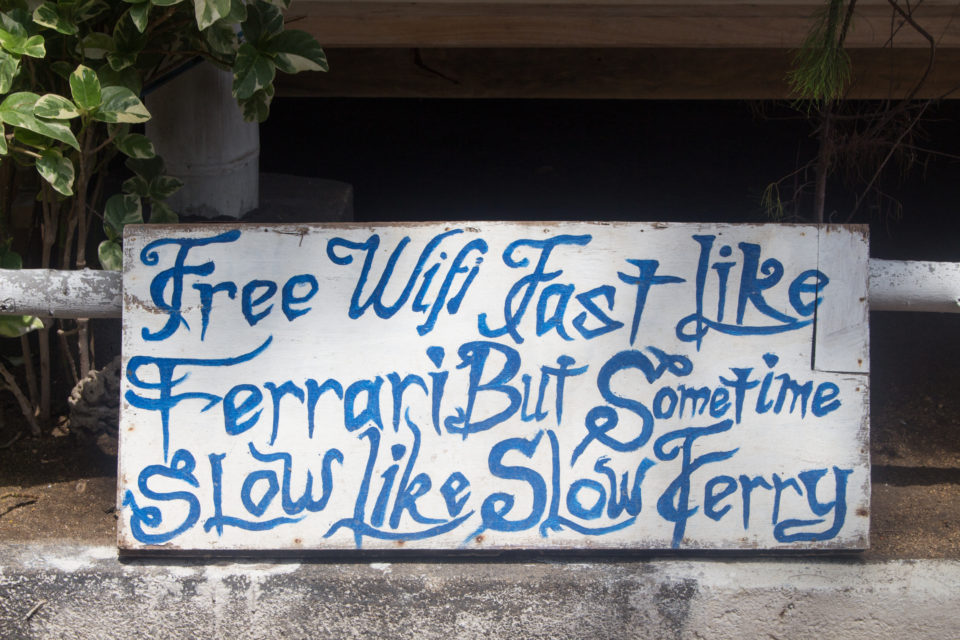 Free Wifi Fast Like
Ferrari But Sometime
Slow Like Slow Ferry